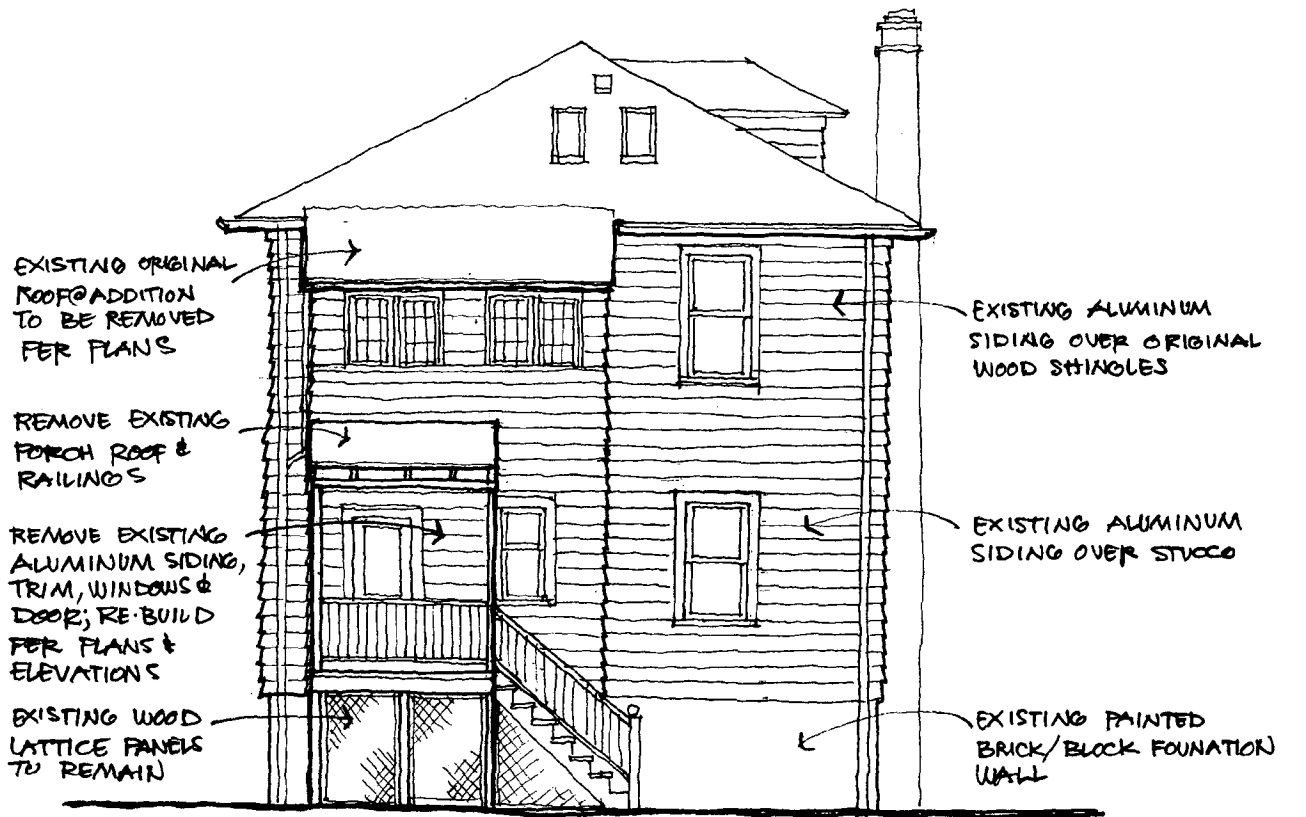 EXISTING ORIGINAL
ROOF@ADDITION
TO BE REMOVED
PER PLANS
REMOVE EXISTING
PORCH ROOF &
RAILINGS
REMOVE EXISTING
ALUMINUM SIDING,
TRIM, WINDOWS &
DOOR; RE-BUILD
PER PLANS &
ELEVATIONS
EXISTING WOOD
LATTICE PANELS
TO REMAIN
EXISTING ALUMINUM
SIDING OVER ORIGINAL
WOOD SHINGLES
EXISTING ALUMINUM
SIDING OVER STUCCO
EXISTING PAINTED
BRICK/BLOCK FOUNATION
WALL